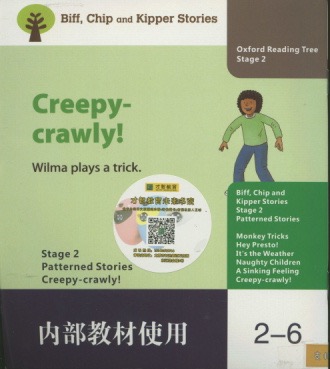 Biff, Chip and Kipper Stories
Oxford Reading Tree
Stage 2
Creepy-
crawly!
Wilma plays a trick.
Biff, Chip and
Kipper Stories
Stage 2
Patterned Stories
Monkey Tricks
Hey Presto!
It's the Weather
Naughty Children
A Sinking Feeling
Creepy-crawly!
Stage 2
Patterned Stories
Creepy-crawly!
内部教材使用
2–6